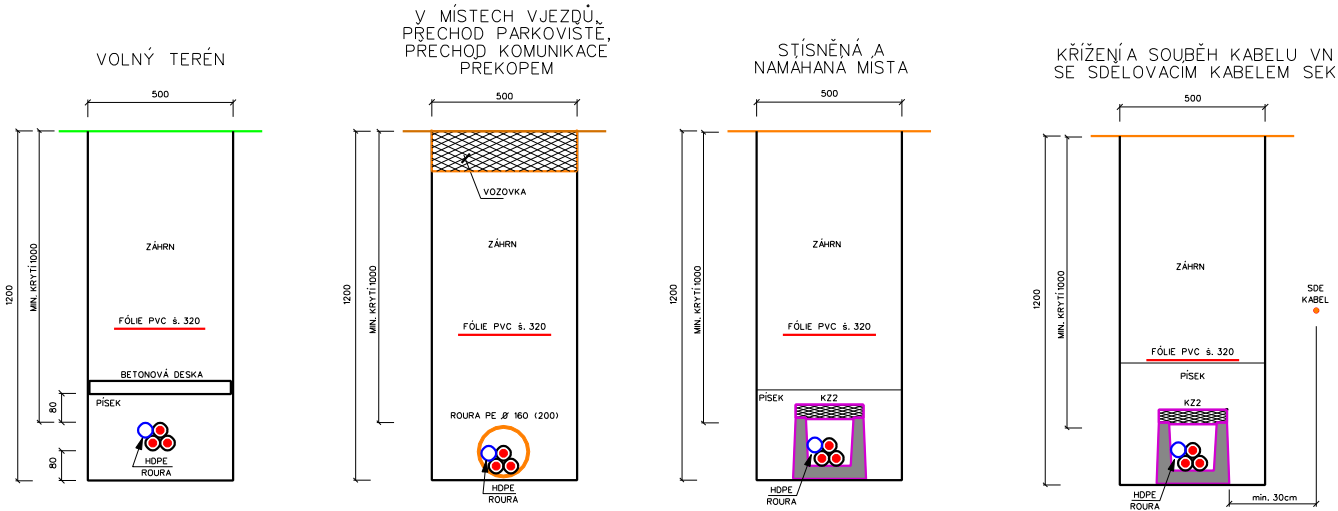 VOLNÝ TERÉN
500
1200
MIN. KRYTÍ 1000
ZÁHRN
FÓLIE PVC š. 320
BETONOVÁ DESKA
PÍSEK
80
80
HDPE
ROURA
V MÍSTECH VJEZDŮ,
PŘECHOD PARKOVIŠTĚ,
PŘECHOD KOMUNIKACE
PŘEKOPEM
500
1200
MIN. KRYTÍ 1000
VOZOVKA
ZÁHRN
FÓLIE PVC š. 320
ROURA PE Ø 160 (200)
HDPE
ROURA
STÍSNĚNÁ A
NAMÁHANÁ MÍSTA
500
1200
MIN. KRYTÍ 1000
ZÁHRN
FÓLIE PVC š. 320
PÍSEK
KZ2
HDPE
ROURA
KŘÍŽENÍ A SOUBĚH KABELU VN
SE SDĚLOVACÍM KABELEM SEK
500
1200
MIN. KRYTÍ 1000
ZÁHRN
SDE
KABEL
FÓLIE PVC š. 320
PÍSEK
KZ2
HDPE
ROURA
min. 30cm